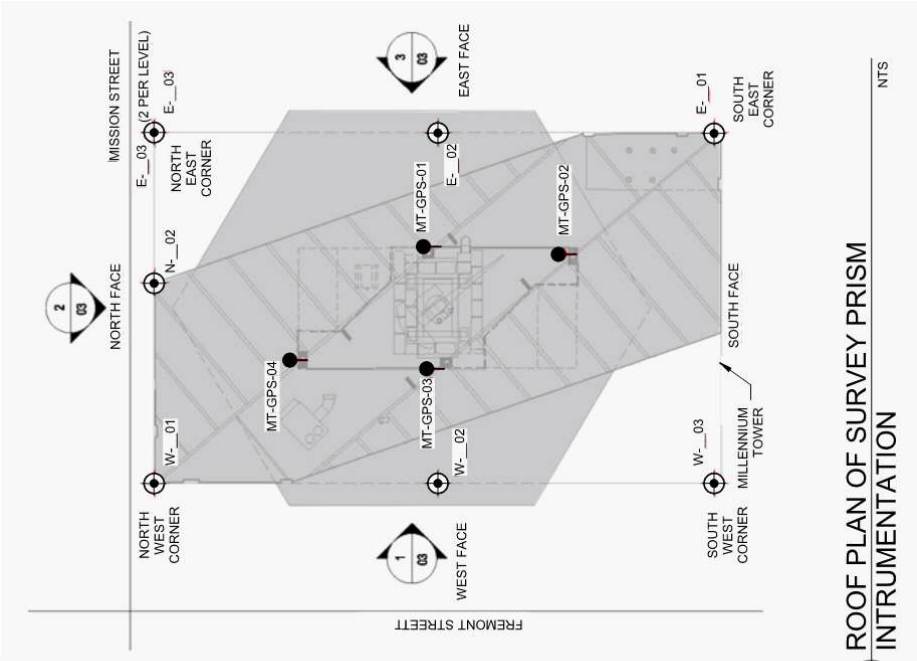 2
03
NORTH FACE
MISSION STREET
(2 PER LEVEL)
NORTH
WEST
CORNER
W-__01
N-__02
E-__03
E-__03
NORTH
EAST
CORNER
MT-GPS-04
FREMONT STREETT
1
03
WEST FACE
W-__02
MT-GPS-03
MT-GPS-01
E-__02
3
03
EAST FACE
MT-GPS-02
SOUTH
WEST
CORNER
W-__03
MILLENNIUM
TOWER
SOUTH FACE
E-__01
SOUTH
EAST
CORNER
ROOF PLAN OF SURVEY PRISM
INTRUMENTATION
NTS